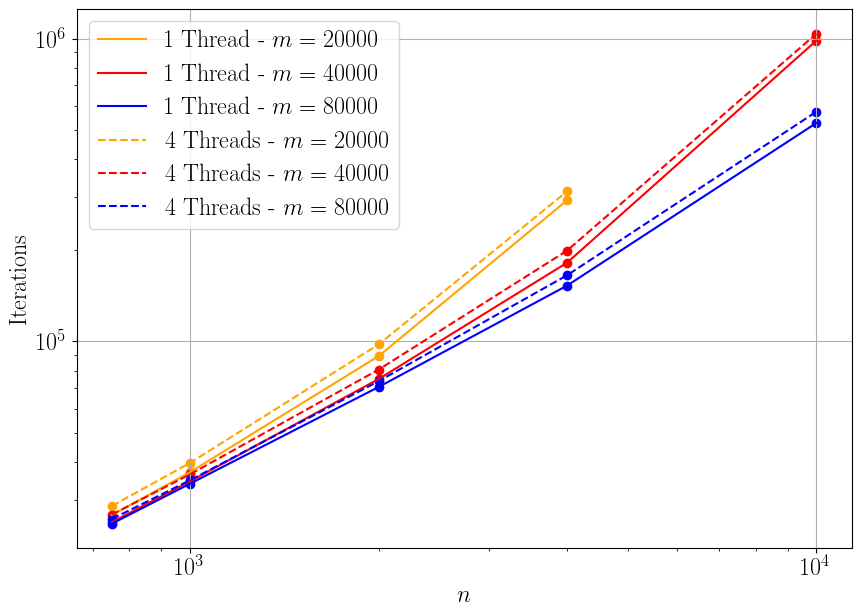 10^6
1 Thread - m = 20000
1 Thread - m = 40000
1 Thread - m = 80000
4 Threads - m = 20000
4 Threads - m = 40000
4 Threads - m = 80000
Iterations
10^5
10^3
10^4
n